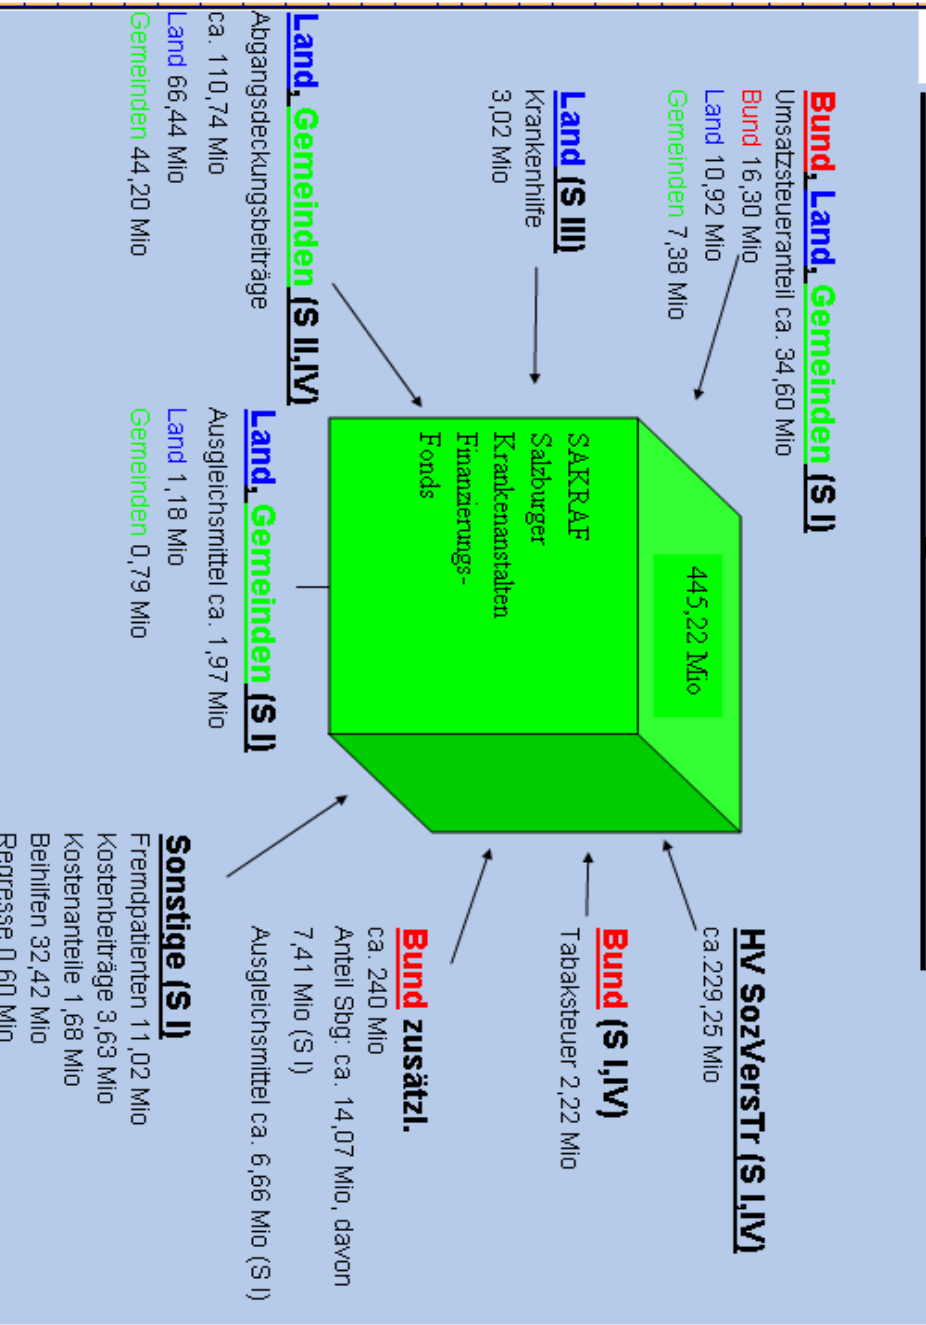 Bund, Land, Gemeinden (S I)
Umsatzsteueranteil ca. 34,60 Mio
Bund 16,30 Mio
Land 10,92 Mio
Gemeinden 7,38 Mio
HV SozVersTr (S I,IV)
ca.229,25 Mio
445,22 Mio
Land (S III)
Krankenhilfe
3,02 Mio
SAKRAF
Salzburger
Krankenanstalten
Finanzierungs-
Fonds
Bund (S I,IV)
Tabaksteuer 2,22 Mio
Bund zusätzl.
ca. 240 Mio
Anteil Sbg: ca. 14,07 Mio, davon
7,41 Mio (S I)
Ausgleichsmittel ca. 6,66 Mio (S I)
Land, Gemeinden (S II,IV)
Abgangsdeckungsbeiträge
ca. 110,74 Mio
Land 66,44 Mio
Gemeinden 44,20 Mio
Land, Gemeinden (S I)
Ausgleichsmittel ca. 1,97 Mio
Land 1,18 Mio
Gemeinden 0,79 Mio
Sonstige (S I)
Fremdpatienten 11,02 Mio
Kostenbeiträge 3,63 Mio
Kostenanteile 1,68 Mio
Beihilfen 32,42 Mio
Regresse 0,60 Mio